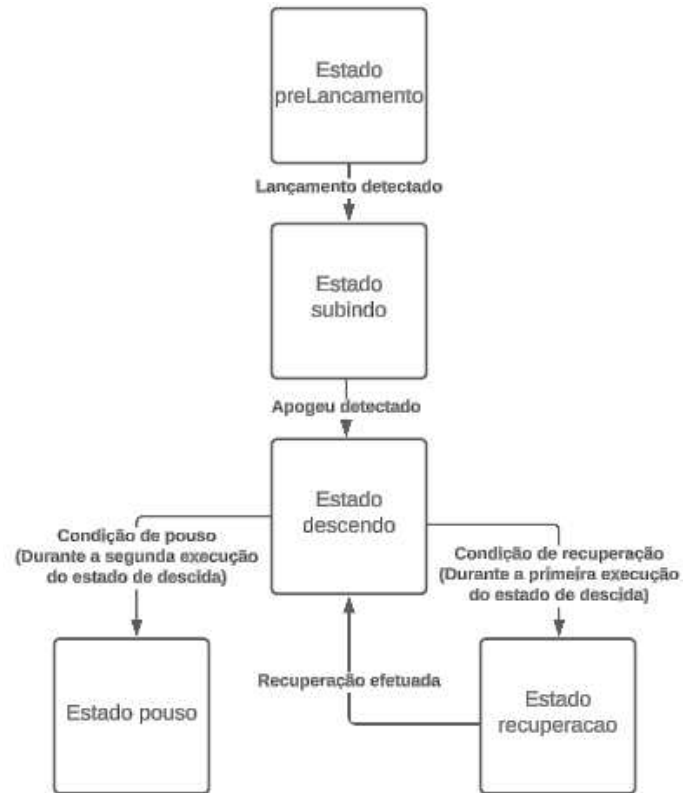 Estado
preLancamento
Lançamento detectado
Estado
subindo
Apogeu detectado
Estado
descendo
Condição de pouso
(Durante a segunda execução
do estado de descida)
Condição de recuperação
(Durante a primeira execução
do estado de descida)
Estado pouso
Recuperação efetuada
Estado
recuperacao